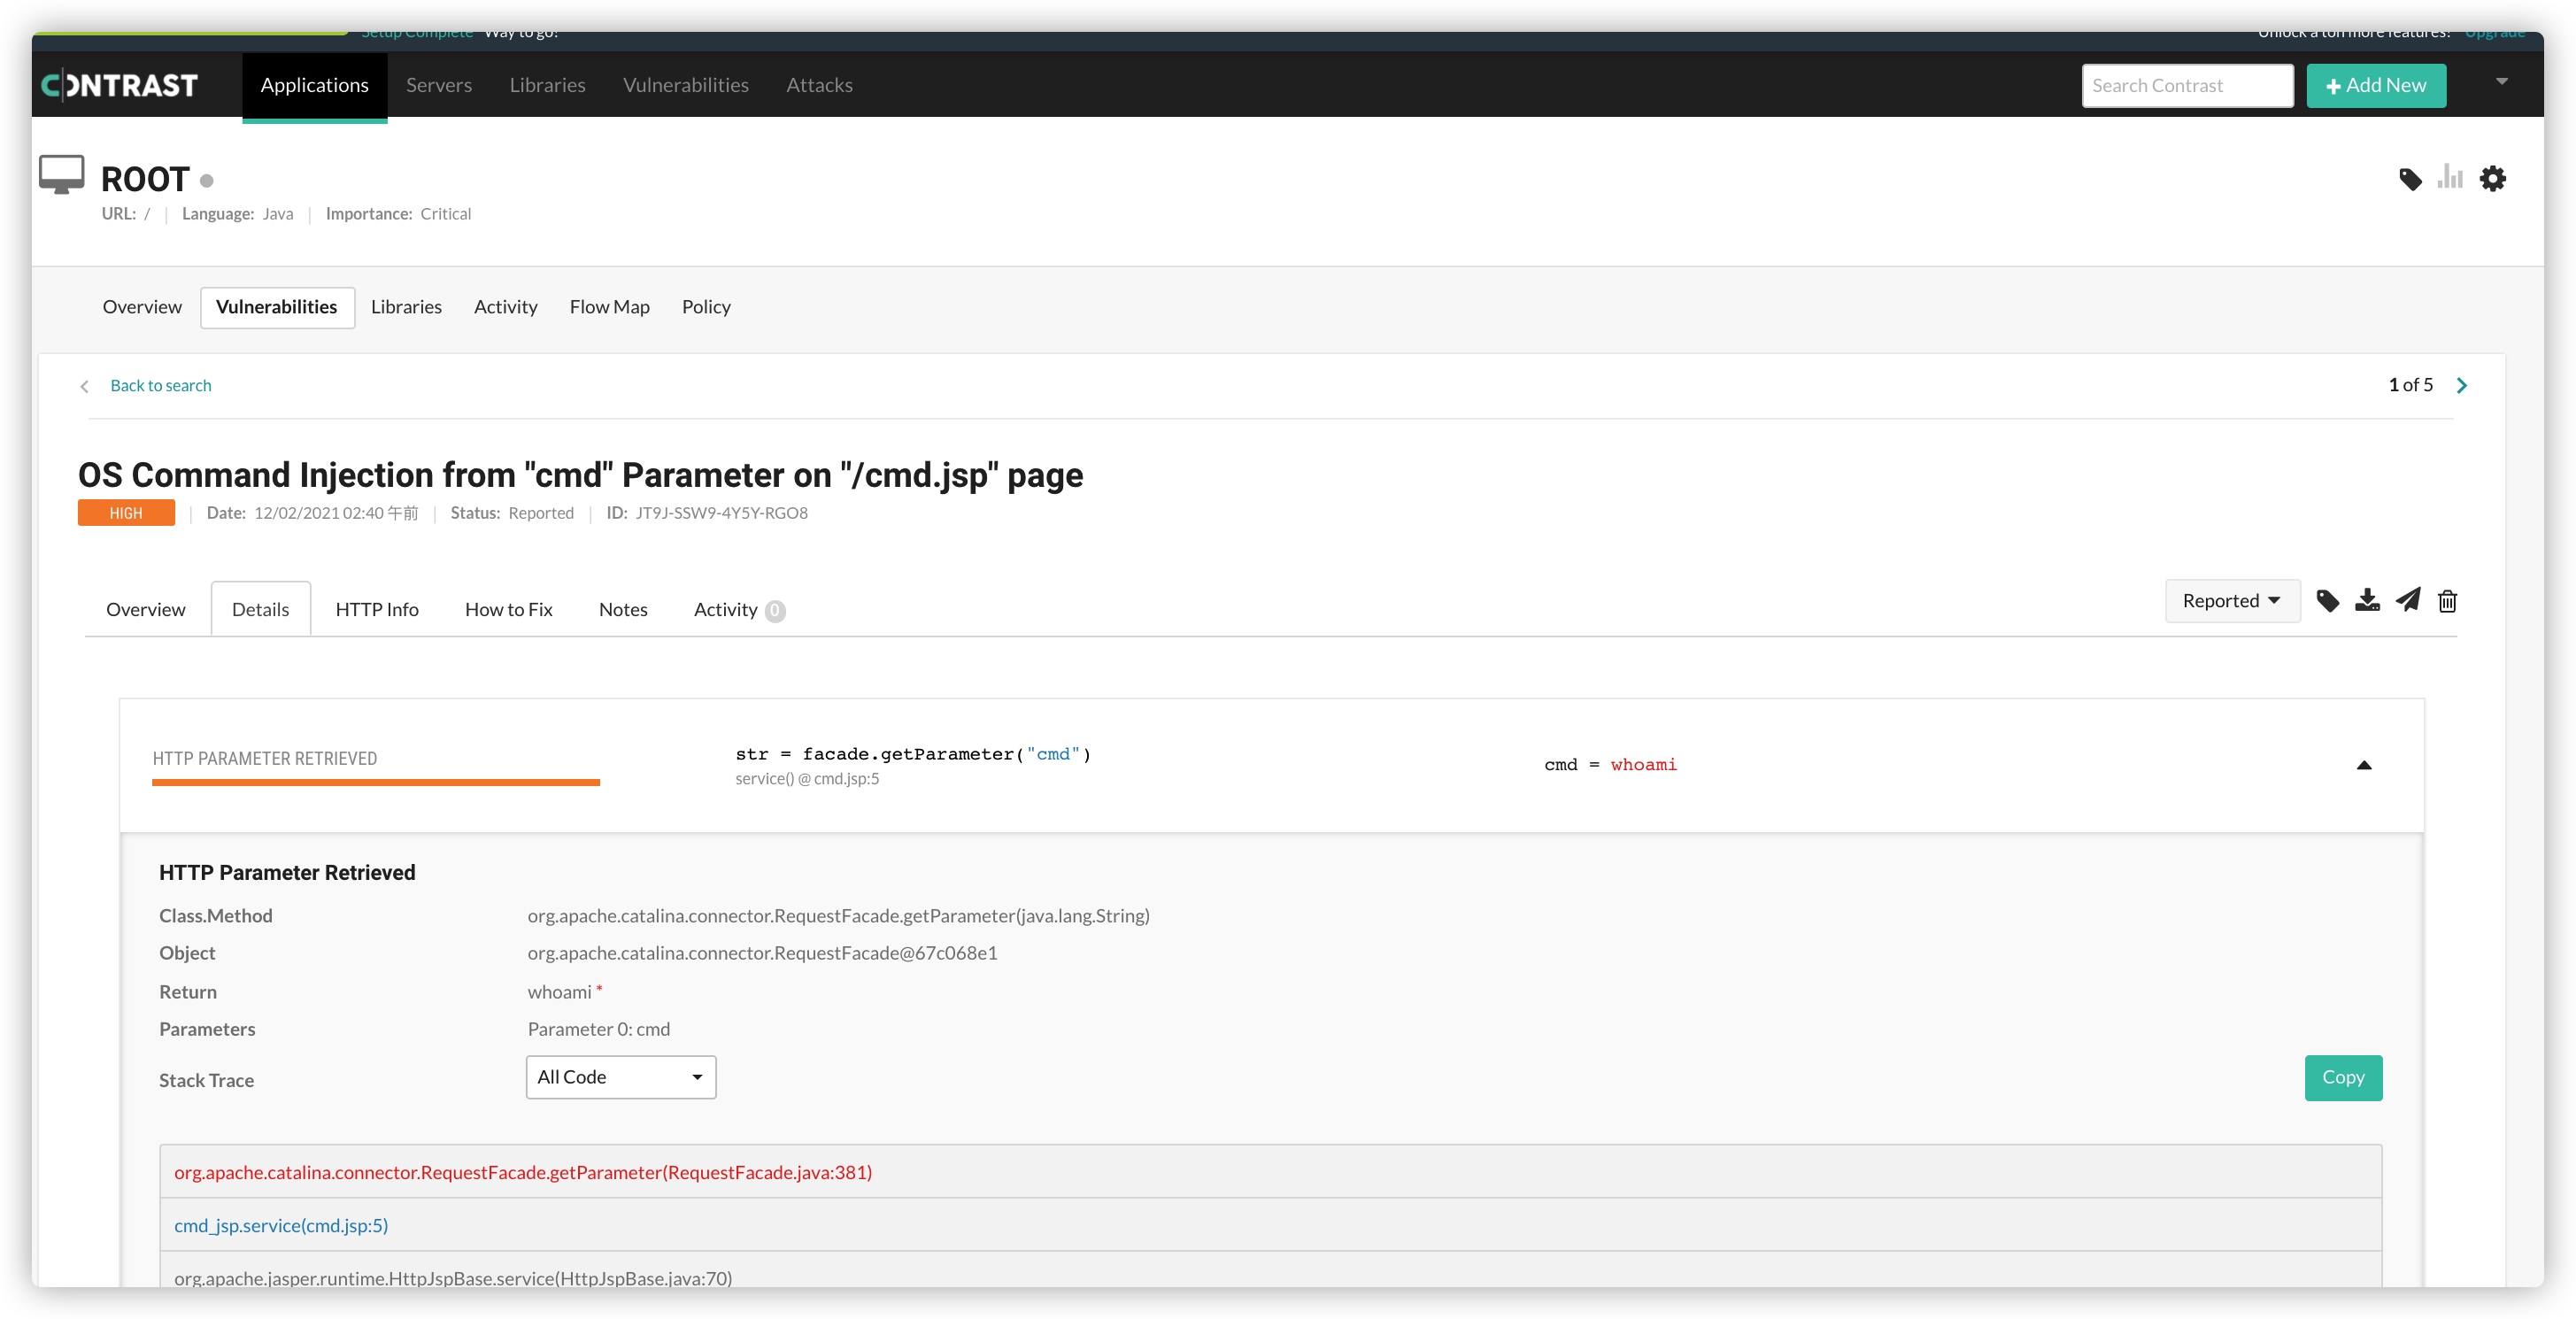 Setup Complete Way to go! Unlock a ton more features! Upgrade
CONTRAST Applications Servers Libraries Vulnerabilities Attacks Search Contrast Add New
ROOT
URL: / Language: Java Importance: Critical
Overview Vulnerabilities Libraries Activity Flow Map Policy
Back to search 1 of 5
OS Command Injection from "cmd" Parameter on "/cmd.jsp" page
HIGH Date: 12/02/2021 02:40 午前 Status: Reported ID: JT9J-SSW9-4Y5Y-RGO8
Overview Details HTTP Info How to Fix Notes Activity 0 Reported
HTTP PARAMETER RETRIEVED str = facade.getParameter("cmd") cmd = whoami
service() @ cmd.jsp:5
HTTP Parameter Retrieved
Class.Method org.apache.catalina.connector.RequestFacade.getParameter(java.lang.String)
Object org.apache.catalina.connector.RequestFacade@67c068e1
Return whoami *
Parameters Parameter 0: cmd
Stack Trace All Code Copy
org.apache.catalina.connector.RequestFacade.getParameter(RequestFacade.java:381)
cmd_jsp.service(cmd.jsp:5)
org.apache.jasper.runtime.HttpJspBase.service(HttpJspBase.java:70)